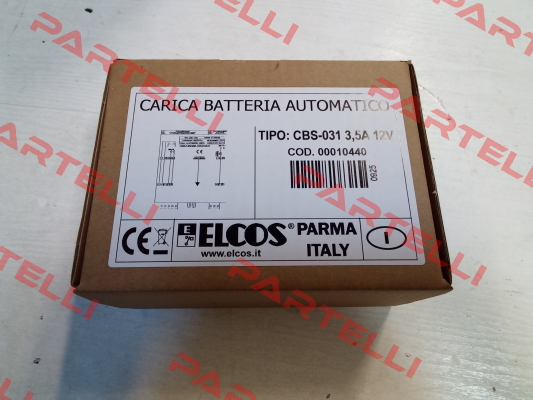 CARICA BATTERIA AUTOMATICO
TIPO: CBS-031 3,5A 12V
COD. 00010440
0925
CE
ELCOS® PARMA
ITALY
www.elcos.it
I
PARTELLI
PARTELLI
PARTELLI
PARTELLI
PARTELLI